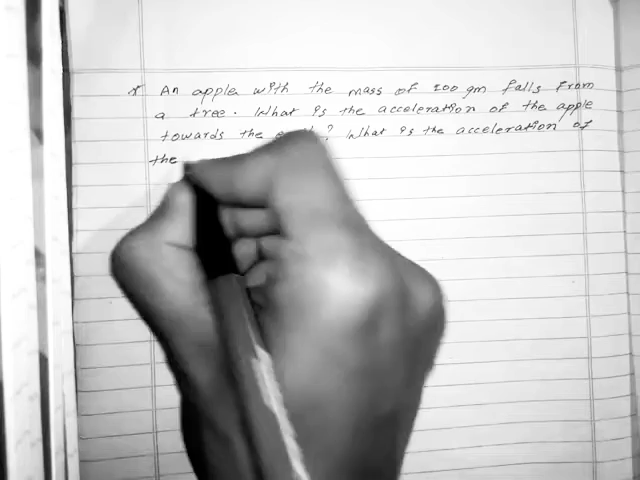 * An apple with the mass of 100 gm falls from
a tree. What is the acceleration of the apple
towards the ? What is the acceleration of
the